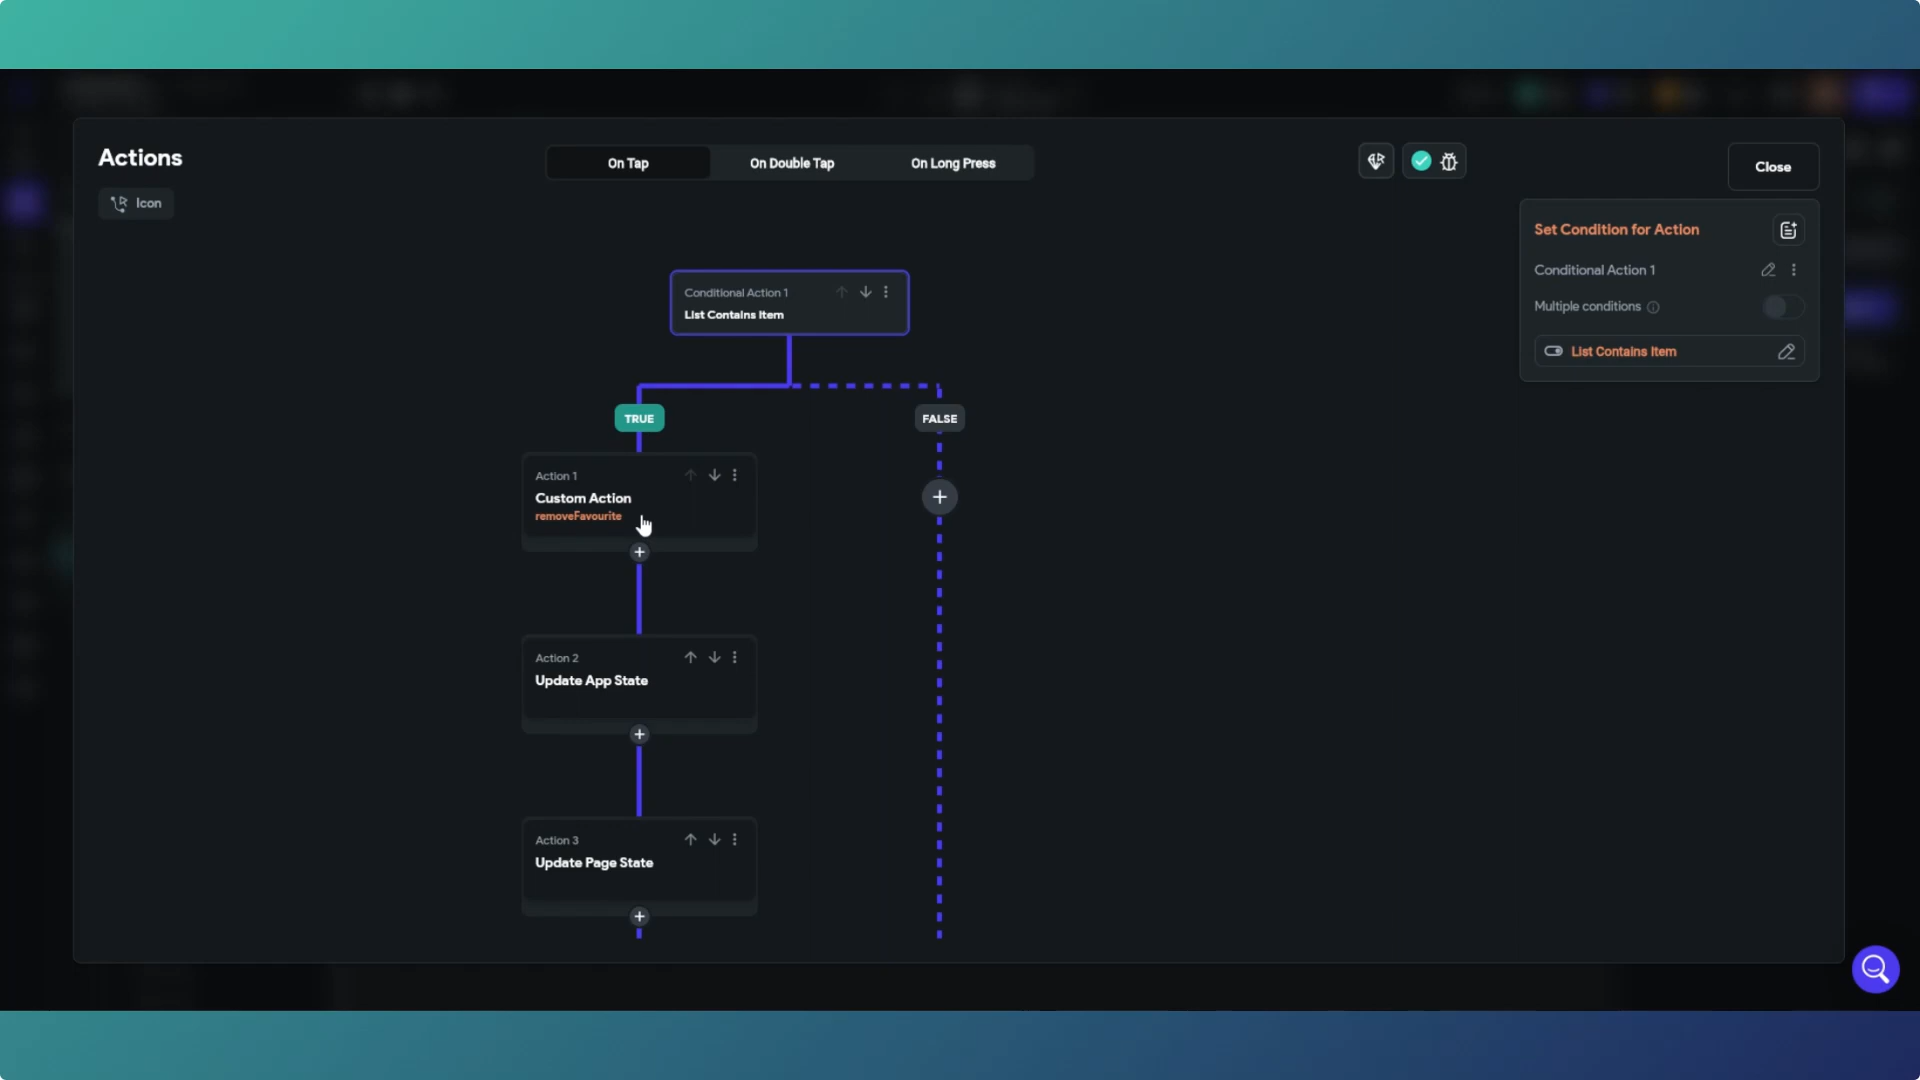 Actions
On Tap
On Double Tap
On Long Press
Close
Icon
Set Condition for Action
Conditional Action 1
Multiple conditions
List Contains Item
Conditional Action 1
List Contains Item
TRUE
FALSE
Action 1
Custom Action
removeFavourite
Action 2
Update App State
Action 3
Update Page State